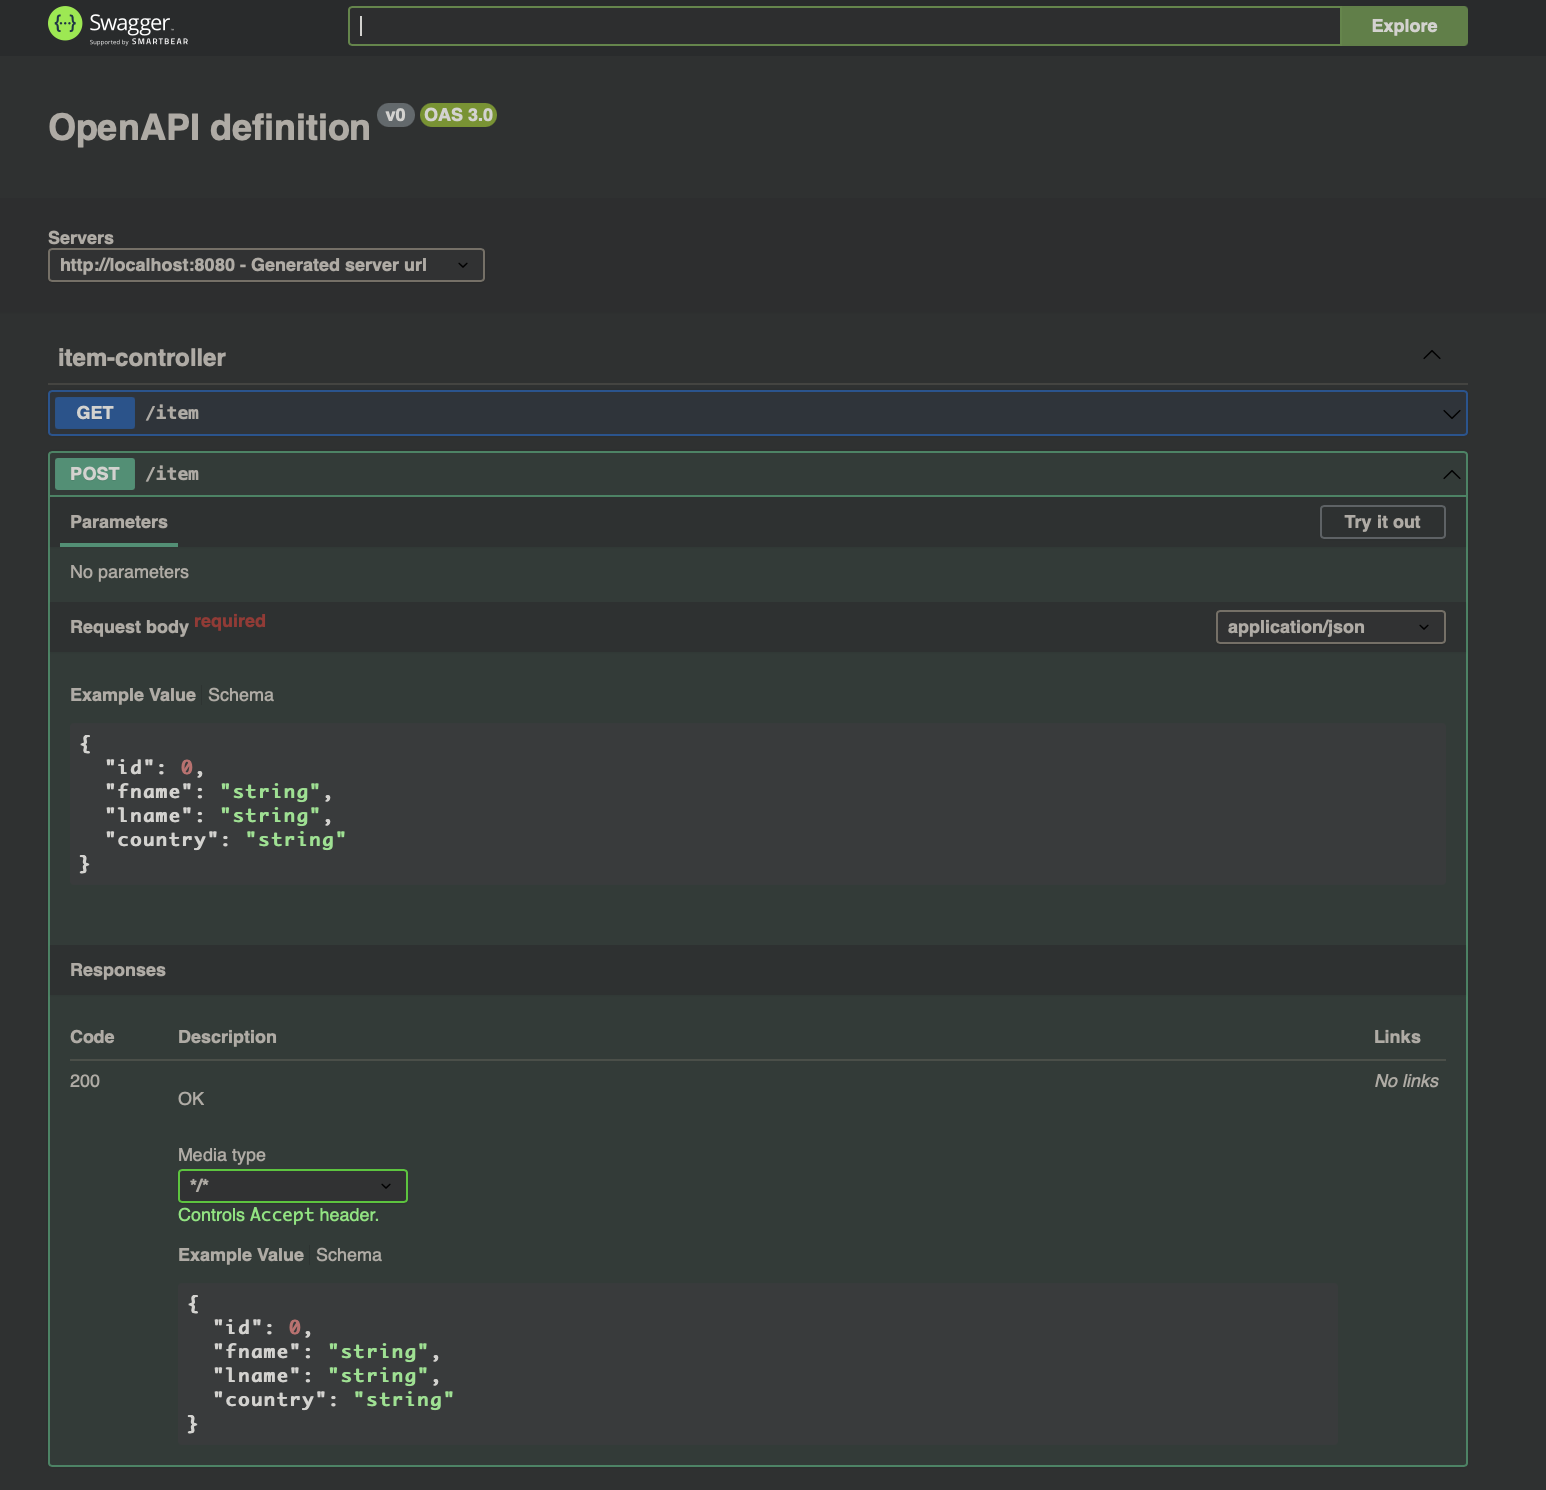 {···} Swagger.
Supported by SMARTBEAR
Explore
OpenAPI definition v0 OAS 3.0
Servers
http://localhost:8080 - Generated server url
item-controller
GET /item
POST /item
Parameters
Try it out
No parameters
Request body required
application/json
Example Value Schema
{
  "id": 0,
  "fname": "string",
  "lname": "string",
  "country": "string"
}
Responses
Code Description Links
200 No links
OK
Media type
*/*
Controls Accept header.
Example Value Schema
{
  "id": 0,
  "fname": "string",
  "lname": "string",
  "country": "string"
}